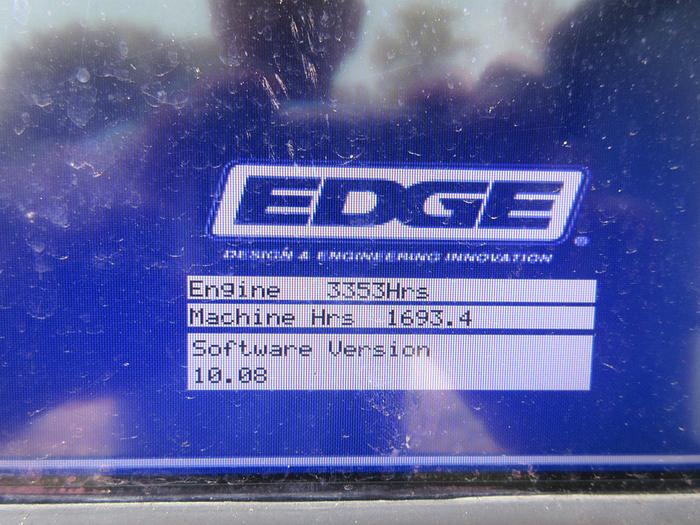 EDGE
®
DESIGN & ENGINEERING INNOVATION
Engine 3353Hrs
Machine Hrs 1693.4
Software Version
10.08